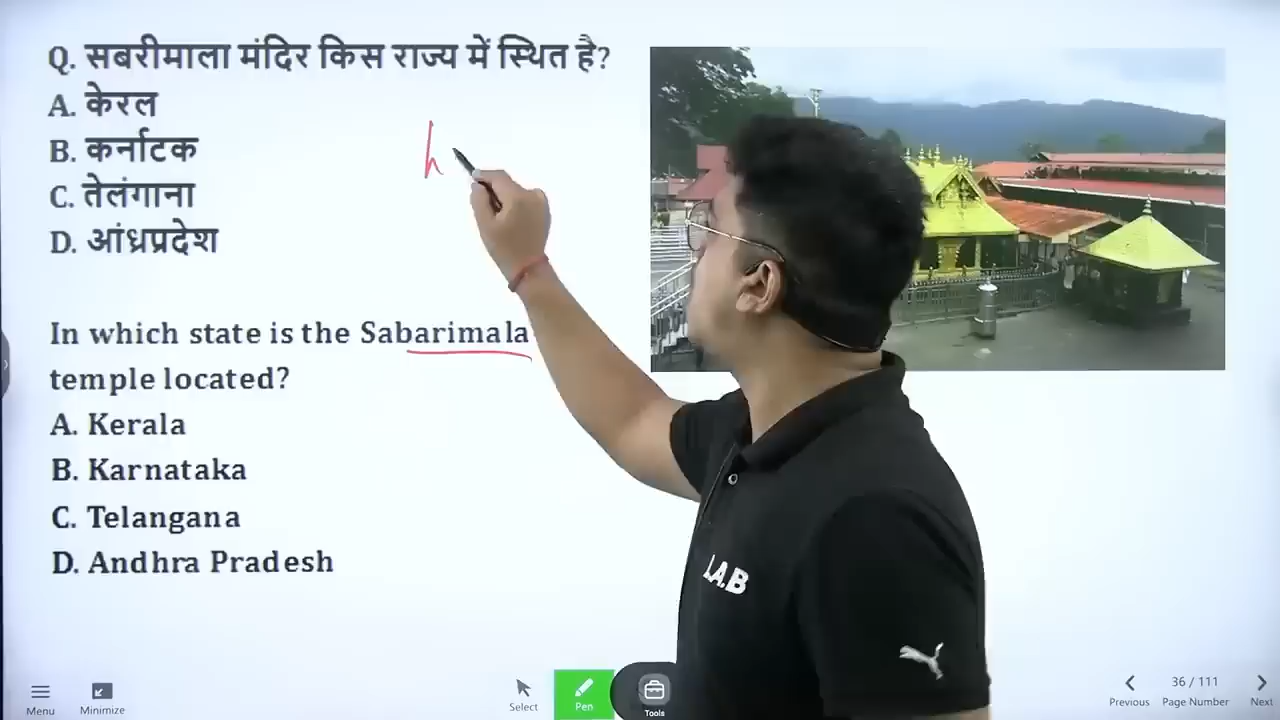 Q. सबरीमाला मंदिर किस राज्य में स्थित है?
A. केरल
B. कर्नाटक
C. तेलंगाना
D. आंध्रप्रदेश
h
In which state is the Sabarimala
temple located?
A. Kerala
B. Karnataka
C. Telangana
D. Andhra Pradesh
L.A.B
Menu
Minimize
Select
Pen
Tools
Previous
36 / 111
Page Number
Next